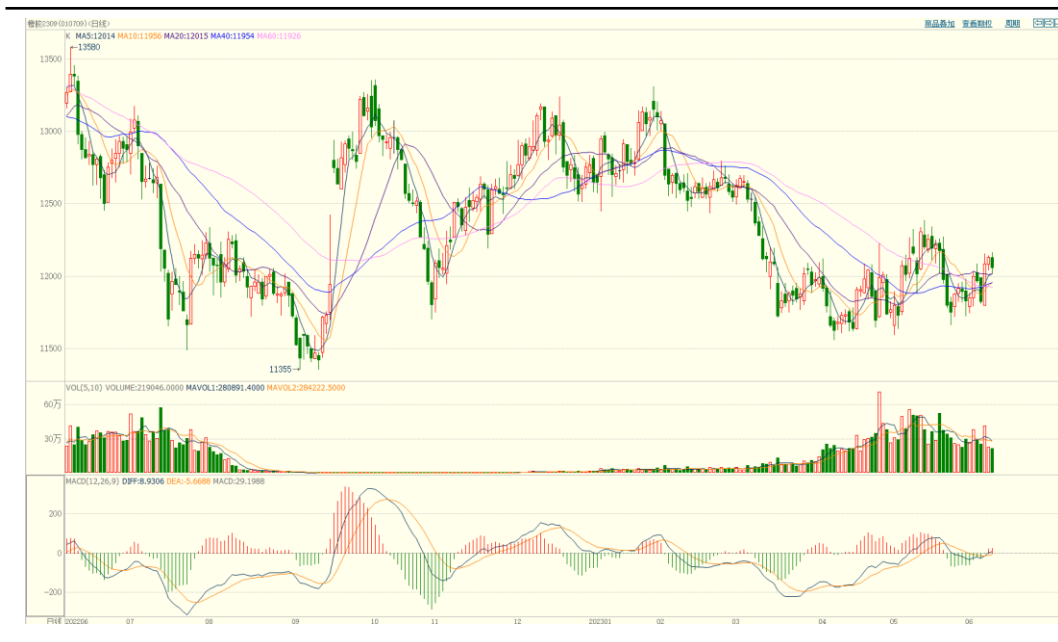 橡胶2309(010709)<日线>
商品叠加 查看期权 周期
K MA5:12014 MA10:11956 MA20:12015 MA40:11954 MA60:11926
13580
13500
13000
12500
12000
11500
11355
VOL(5,10) VOLUME:219046.0000 MAVOL1:280891.4000 MAVOL2:284222.5000
60万
30万
MACD(12,26,9) DIFF:8.9306 DEA:-5.6688 MACD:29.1988
200
0
-200
日线 202206 07 08 09 10 11 12 202301 02 03 04 05 06